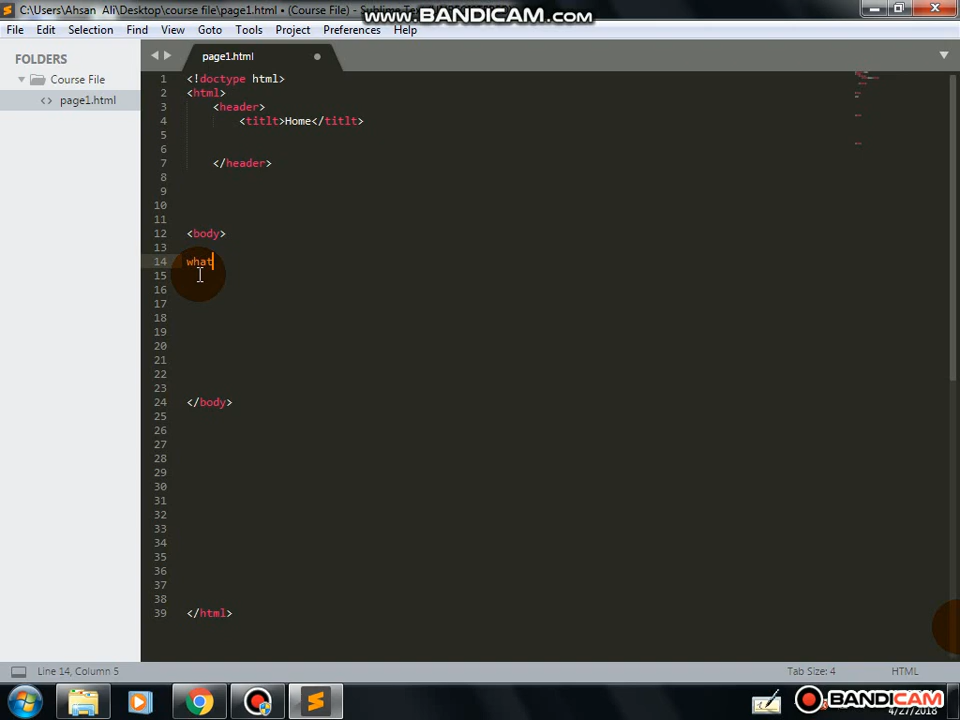 C:\Users\Ahsan Ali\Desktop\course file\page1.html • (Course File) - Sublime Text
www.BANDICAM.com
File Edit Selection Find View Goto Tools Project Preferences Help
FOLDERS
Course File
<> page1.html
page1.html
1 <!doctype html>
2 <html>
3 <header>
4 <titlt>Home</titlt>
5
6
7 </header>
8
9
10
11
12 <body>
13
14 what
15
16
17
18
19
20
21
22
23
24 </body>
25
26
27
28
29
30
31
32
33
34
35
36
37
38
39 </html>
Line 14, Column 5
Tab Size: 4
HTML
BANDICAM
4/27/2018